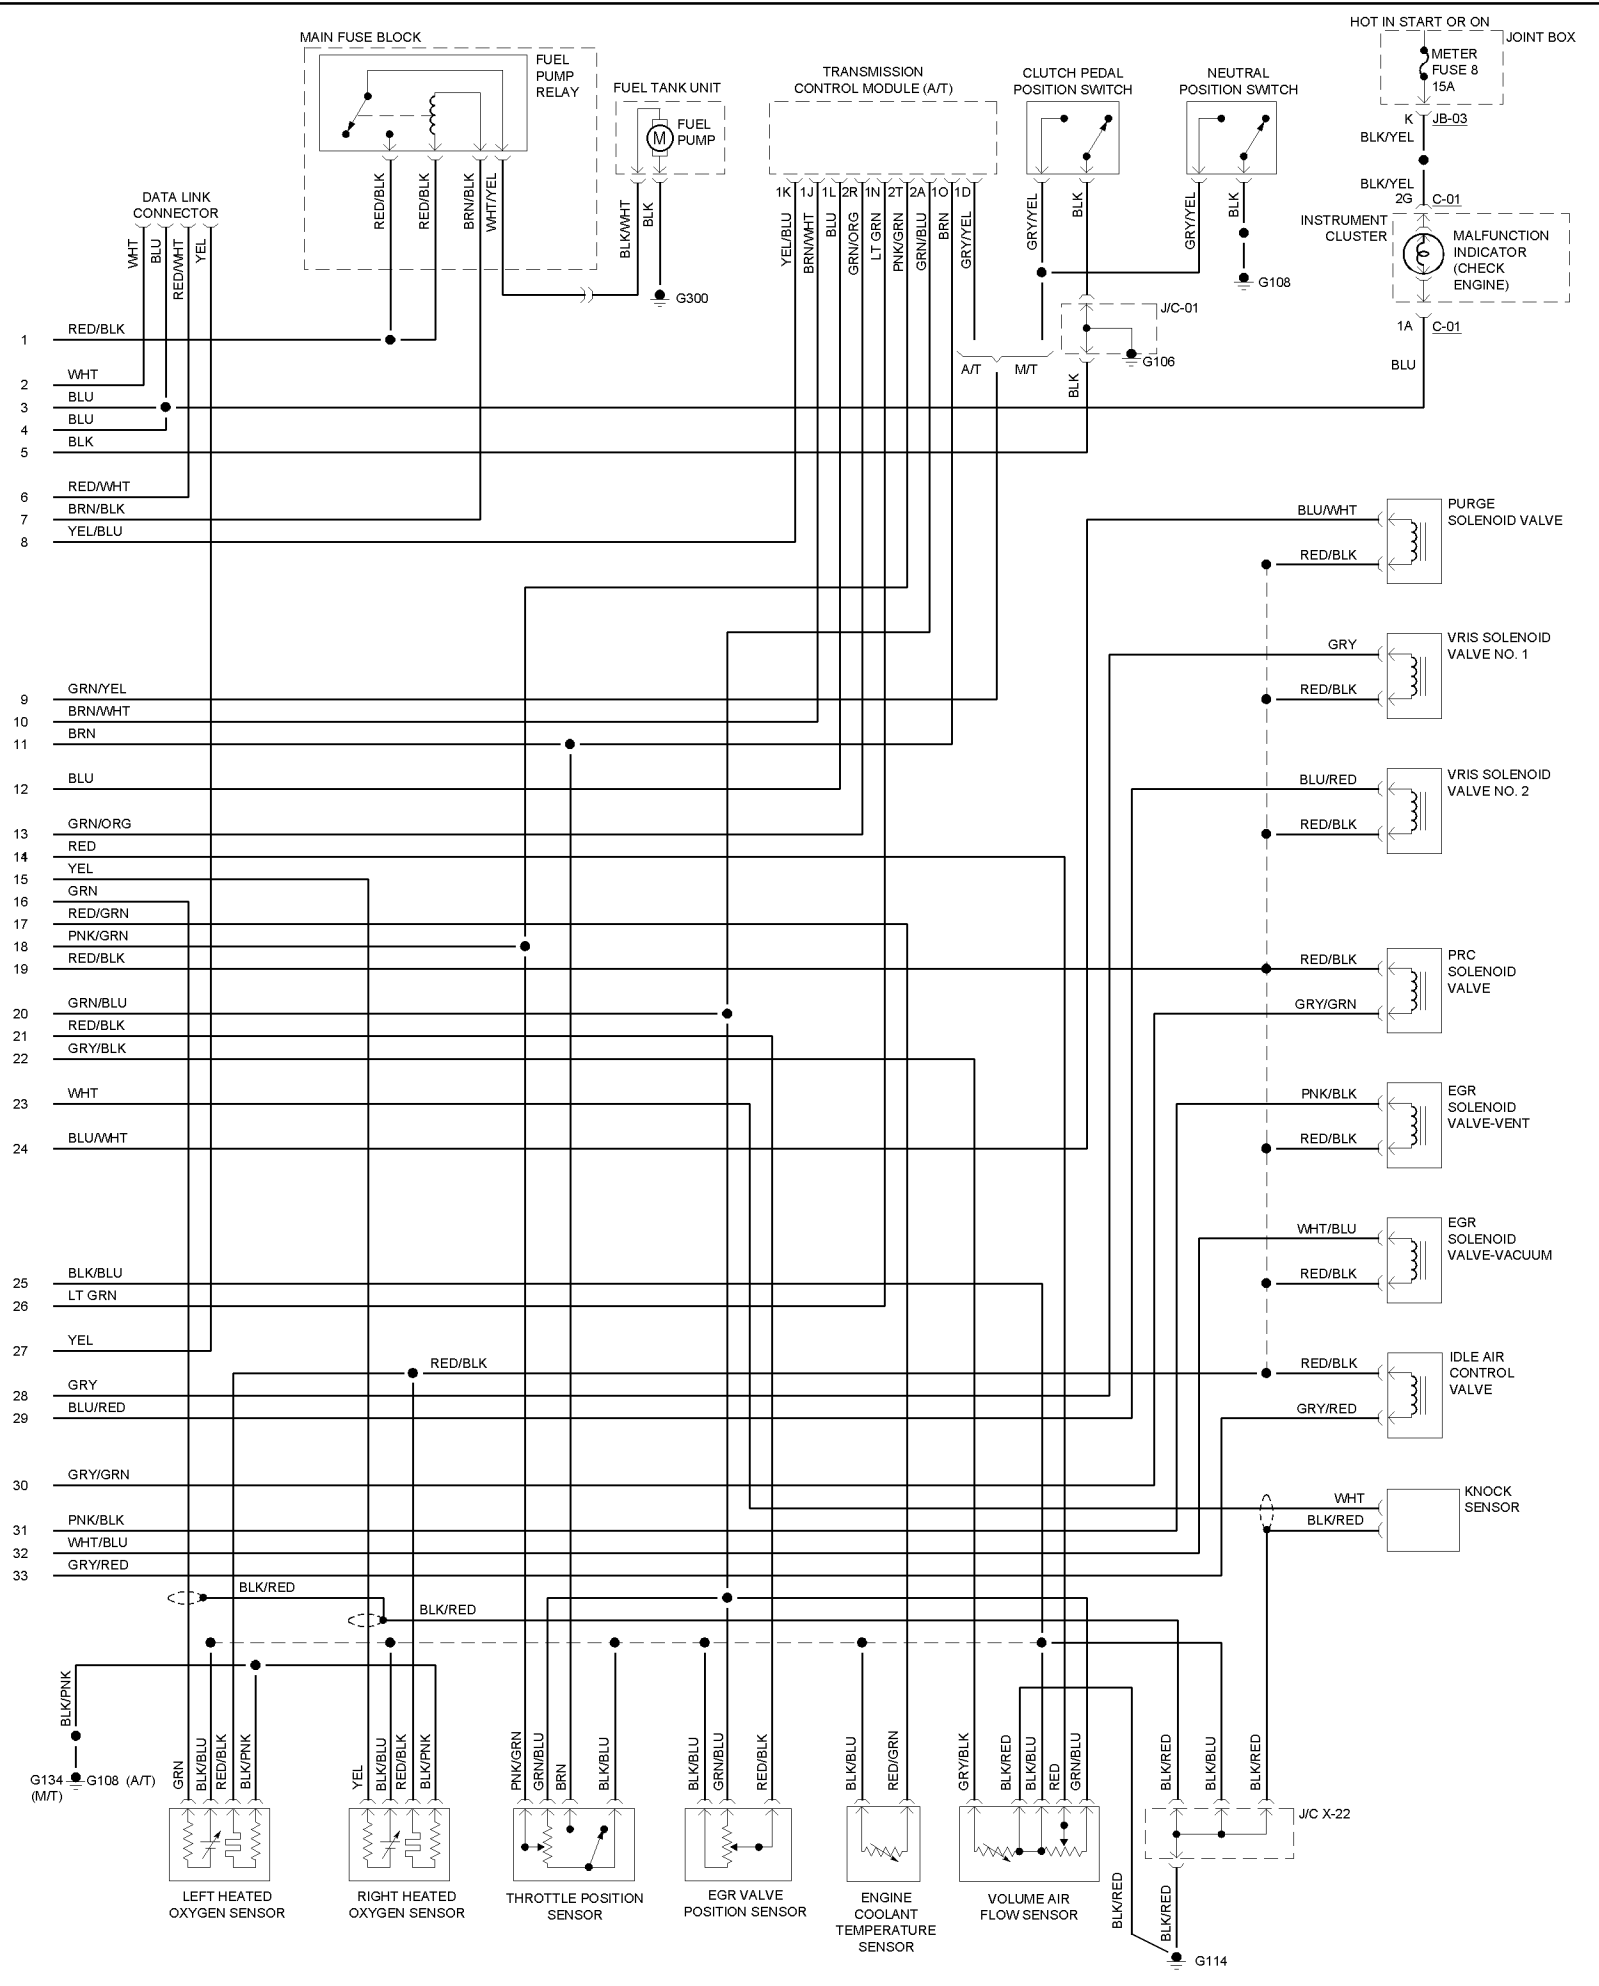 HOT IN START OR ON
JOINT BOX
METER
FUSE 8
15A
K JB-03
BLK/YEL
BLK/YEL
2G C-01
INSTRUMENT
CLUSTER
MALFUNCTION
INDICATOR
(CHECK
ENGINE)
1A C-01
BLU
MAIN FUSE BLOCK
FUEL
PUMP
RELAY
RED/BLK
RED/BLK
BRN/BLK
WHT/YEL
FUEL TANK UNIT
M
FUEL
PUMP
BLK/WHT
BLK
G300
TRANSMISSION
CONTROL MODULE (A/T)
1K 1J 1L 2R 1N 2T 2A 1O 1D
YEL/BLU
BRN/WHT
BLU
GRN/ORG
LT GRN
PNK/GRN
GRN/BLU
BRN
GRY/YEL
CLUTCH PEDAL
POSITION SWITCH
GRY/YEL
BLK
NEUTRAL
POSITION SWITCH
GRY/YEL
BLK
G108
J/C-01
G106
BLK
A/T M/T
DATA LINK
CONNECTOR
WHT
BLU
RED/WHT
YEL
1 RED/BLK
2 WHT
3 BLU
4 BLU
5 BLK
6 RED/WHT
7 BRN/BLK
8 YEL/BLU
9 GRN/YEL
10 BRN/WHT
11 BRN
12 BLU
13 GRN/ORG
14 RED
15 YEL
16 GRN
17 RED/GRN
18 PNK/GRN
19 RED/BLK
20 GRN/BLU
21 RED/BLK
22 GRY/BLK
23 WHT
24 BLU/WHT
25 BLK/BLU
26 LT GRN
27 YEL
RED/BLK
28 GRY
29 BLU/RED
30 GRY/GRN
31 PNK/BLK
32 WHT/BLU
33 GRY/RED
BLU/WHT
RED/BLK
PURGE
SOLENOID VALVE
GRY
RED/BLK
VRIS SOLENOID
VALVE NO. 1
BLU/RED
RED/BLK
VRIS SOLENOID
VALVE NO. 2
RED/BLK
GRY/GRN
PRC
SOLENOID
VALVE
PNK/BLK
RED/BLK
EGR
SOLENOID
VALVE-VENT
WHT/BLU
RED/BLK
EGR
SOLENOID
VALVE-VACUUM
RED/BLK
GRY/RED
IDLE AIR
CONTROL
VALVE
WHT
BLK/RED
KNOCK
SENSOR
BLK/RED
BLK/RED
BLK/PNK
G134 G108 (A/T)
(M/T)
GRN
BLK/BLU
RED/BLK
BLK/PNK
LEFT HEATED
OXYGEN SENSOR
YEL
BLK/BLU
RED/BLK
BLK/PNK
RIGHT HEATED
OXYGEN SENSOR
PNK/GRN
GRN/BLU
BRN
BLK/BLU
THROTTLE POSITION
SENSOR
BLK/BLU
GRN/BLU
RED/BLK
EGR VALVE
POSITION SENSOR
BLK/BLU
RED/GRN
ENGINE
COOLANT
TEMPERATURE
SENSOR
GRY/BLK
BLK/RED
BLK/BLU
RED
GRN/BLU
VOLUME AIR
FLOW SENSOR
BLK/RED
BLK/BLU
BLK/RED
J/C X-22
BLK/RED
BLK/RED
G114